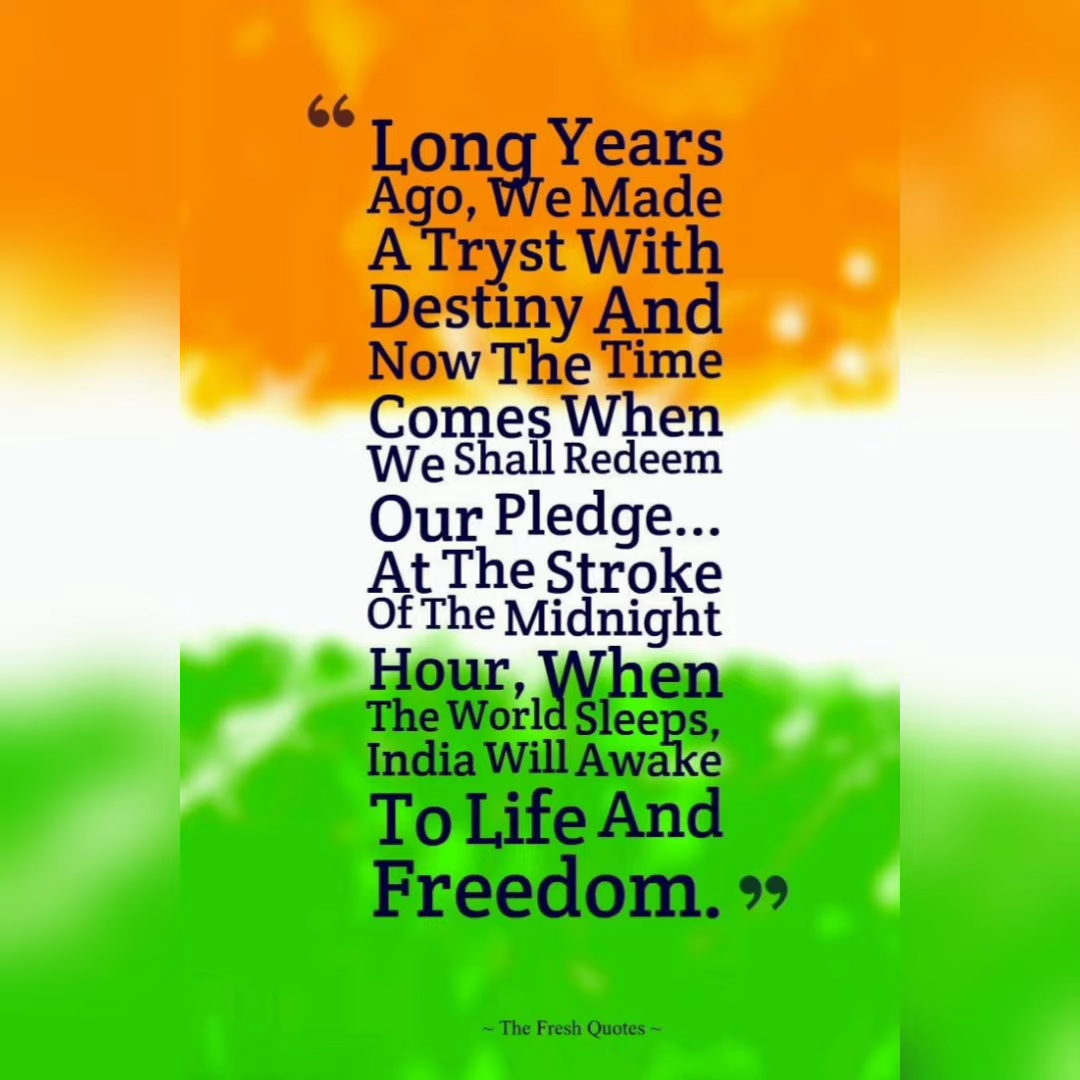 “ Long Years
Ago, We Made
A Tryst With
Destiny And
Now The Time
Comes When
We Shall Redeem
Our Pledge...
At The Stroke
Of The Midnight
Hour, When
The World Sleeps,
India Will Awake
To Life And
Freedom. ”
~ The Fresh Quotes ~